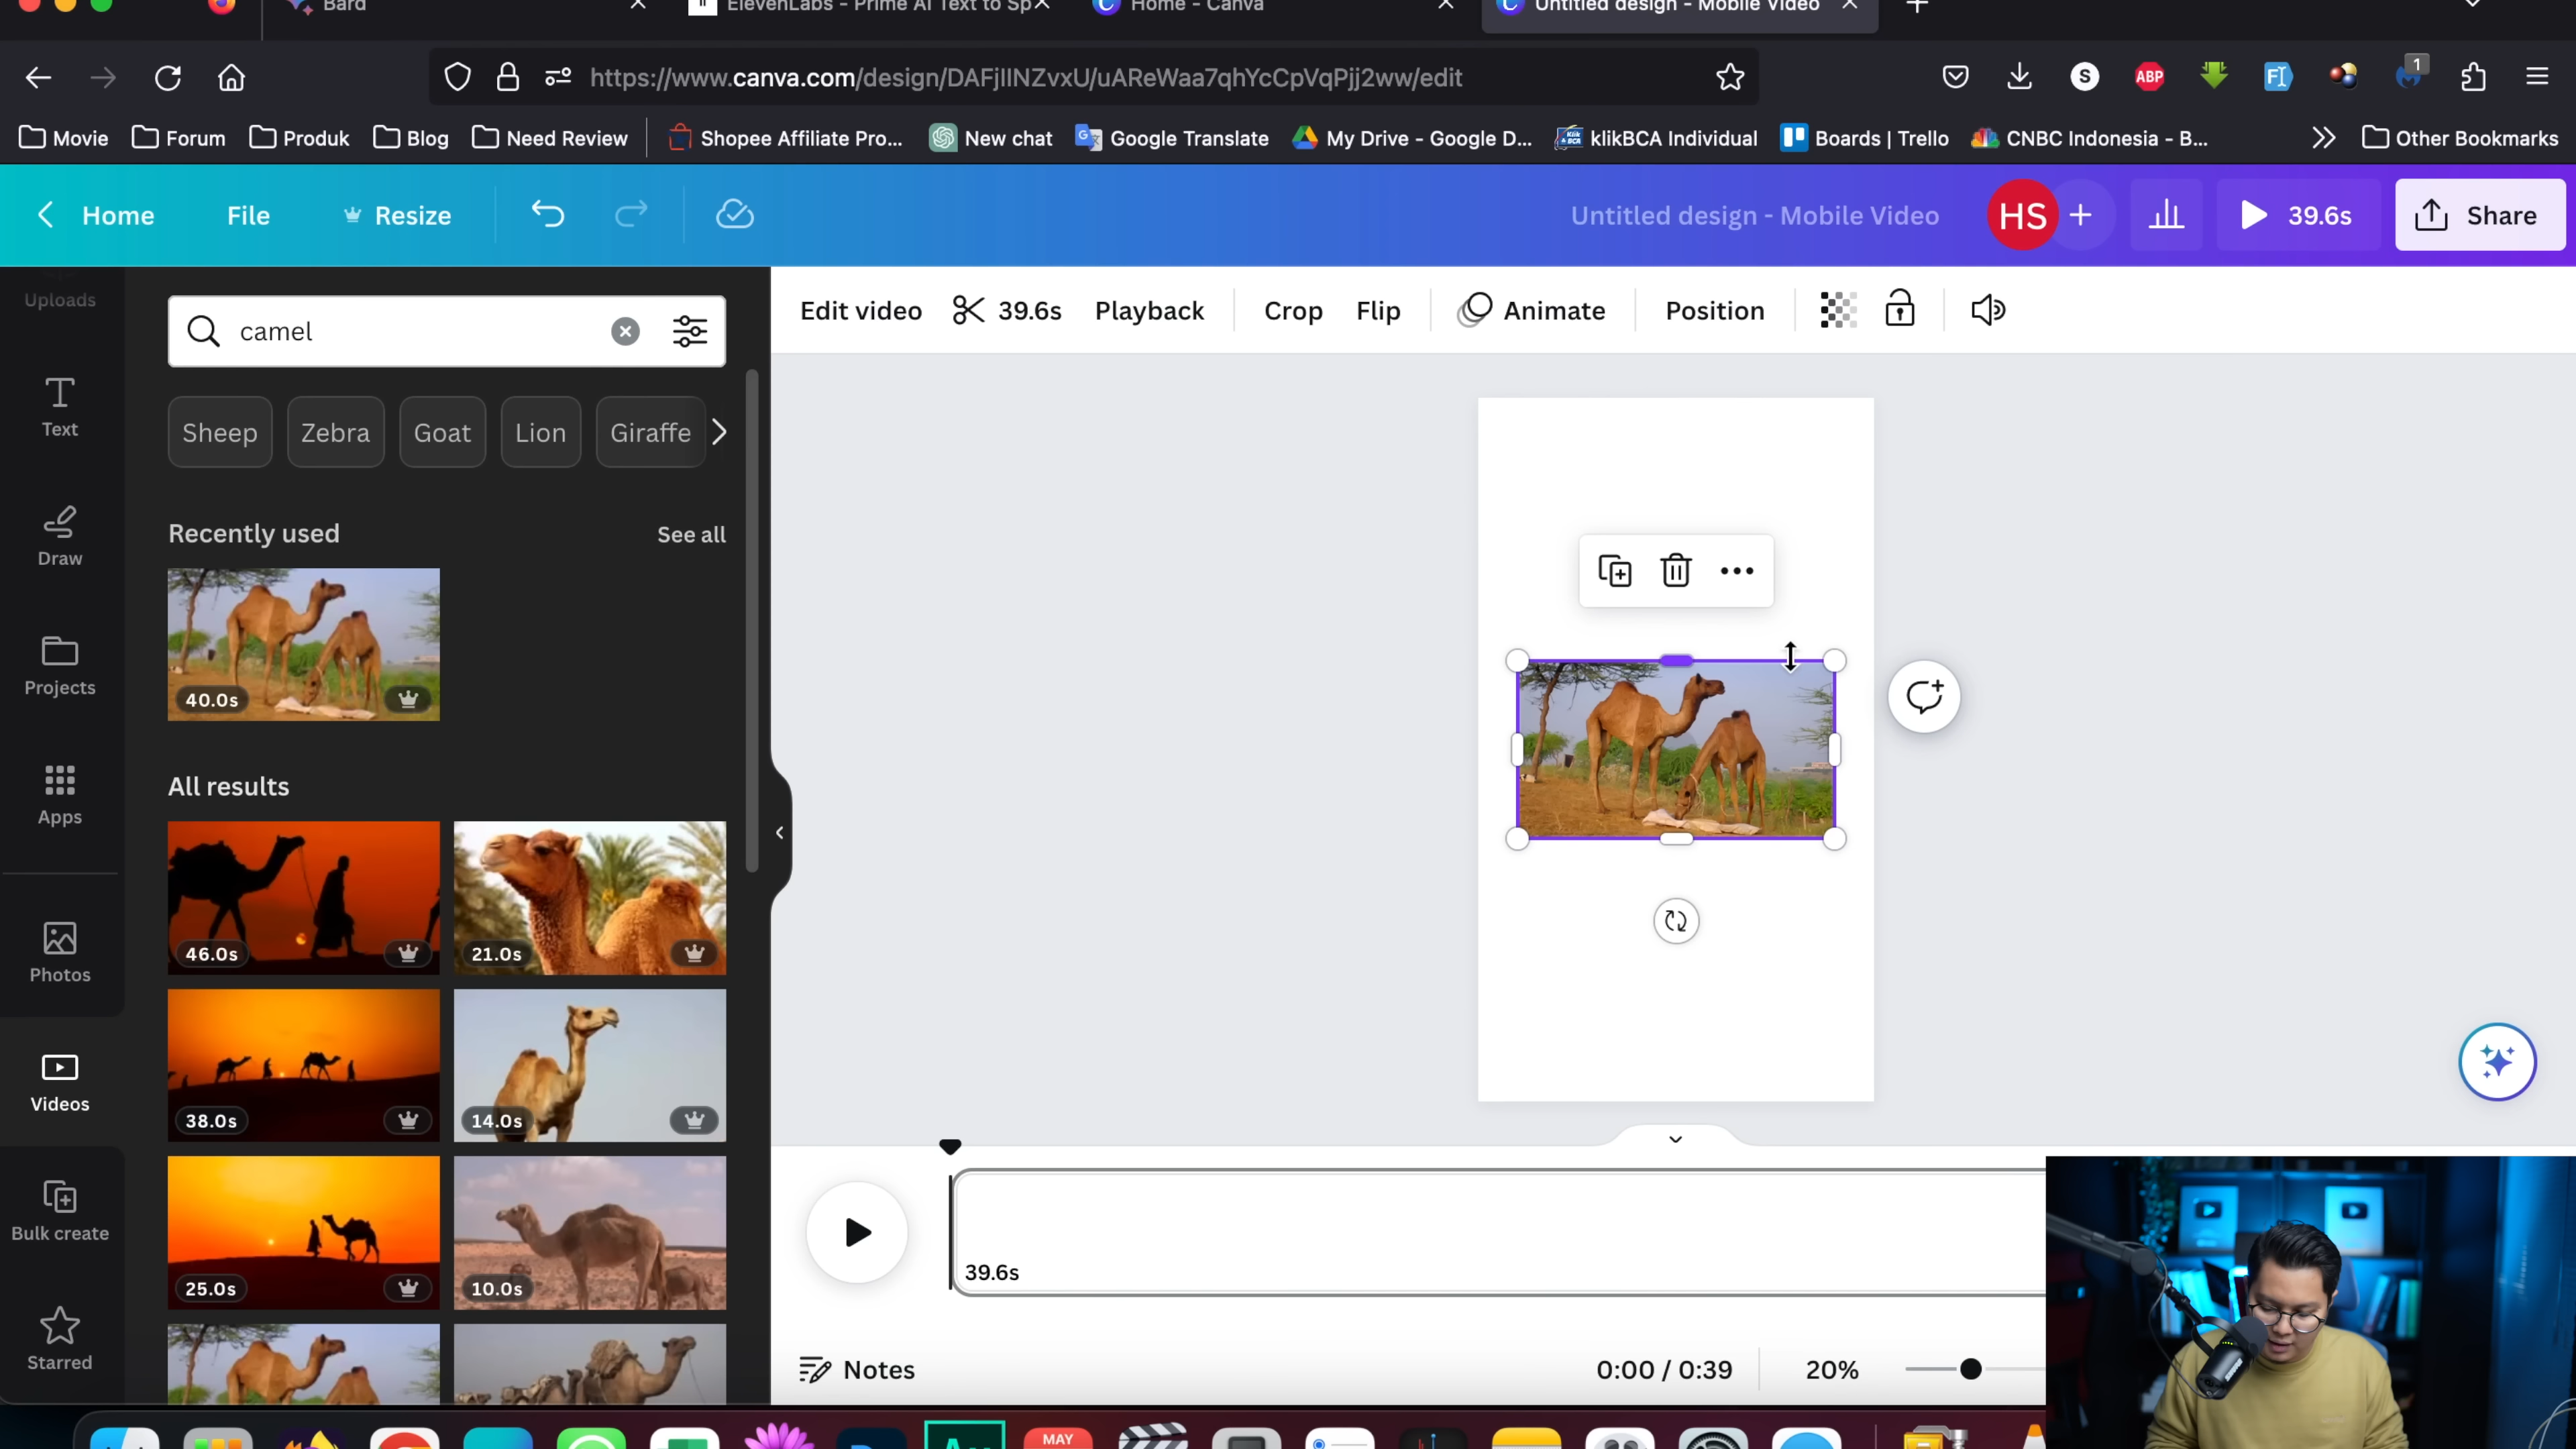 Bard
ElevenLabs - Prime AI Text to Sp
Home - Canva
Untitled design - Mobile Video
https://www.canva.com/design/DAFjlINZvxU/uAReWaa7qhYcCpVqPjj2ww/edit
S
ABP
1
Movie
Forum
Produk
Blog
Need Review
Shopee Affiliate Pro...
New chat
Google Translate
My Drive - Google D...
klikBCA Individual
Boards | Trello
CNBC Indonesia - B...
Other Bookmarks
Home
File
Resize
Untitled design - Mobile Video
HS
39.6s
Share
Uploads
Text
Draw
Projects
Apps
Photos
Videos
Bulk create
Starred
camel
Sheep
Zebra
Goat
Lion
Giraffe
Recently used
See all
40.0s
All results
46.0s
21.0s
38.0s
14.0s
25.0s
10.0s
Edit video
39.6s
Playback
Crop
Flip
Animate
Position
39.6s
Notes
0:00 / 0:39
20%
MAY